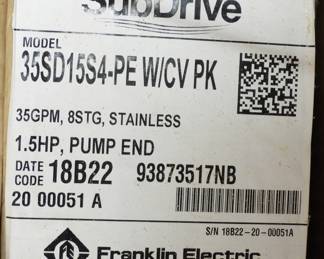 SubDrive
MODEL
35SD15S4-PE W/CV PK
35GPM, 8STG, STAINLESS
1.5HP, PUMP END
DATE CODE 18B22 93873517NB
20 00051 A
S/N 18B22-20-00051A
Franklin Electric